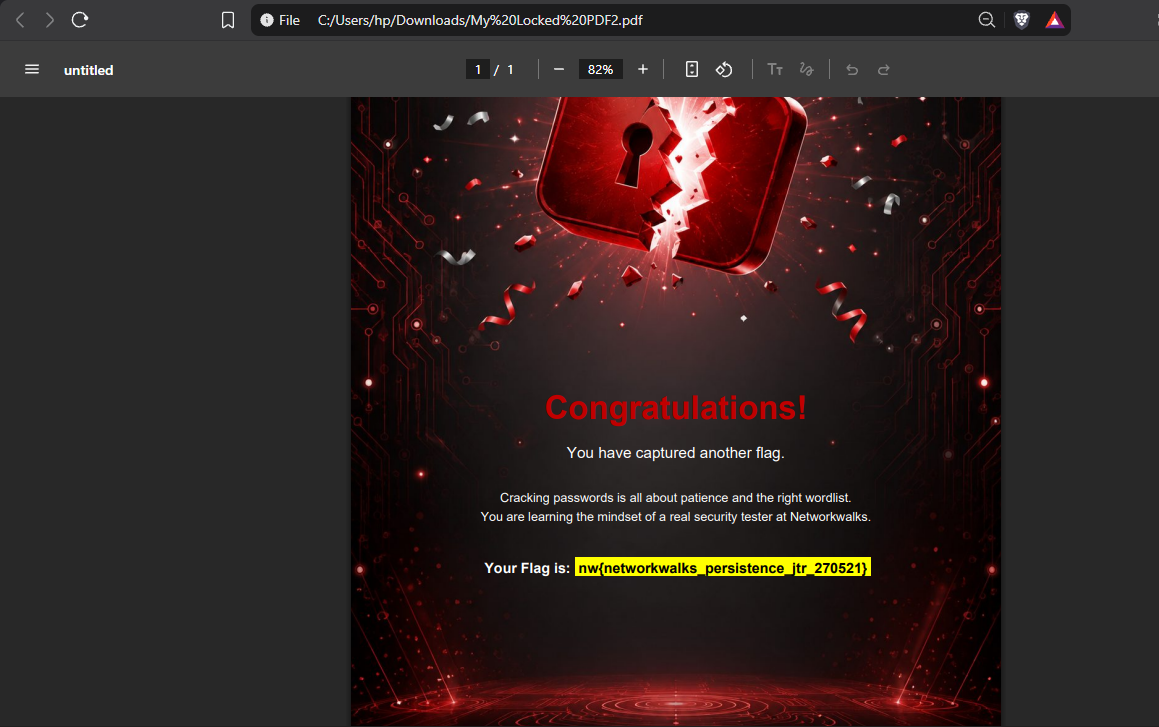 File C:/Users/hp/Downloads/My%20Locked%20PDF2.pdf
untitled
1 / 1
82%
Congratulations!
You have captured another flag.
Cracking passwords is all about patience and the right wordlist.
You are learning the mindset of a real security tester at Networkwalks.
Your Flag is: nw{networkwalks_persistence_jtr_270521}